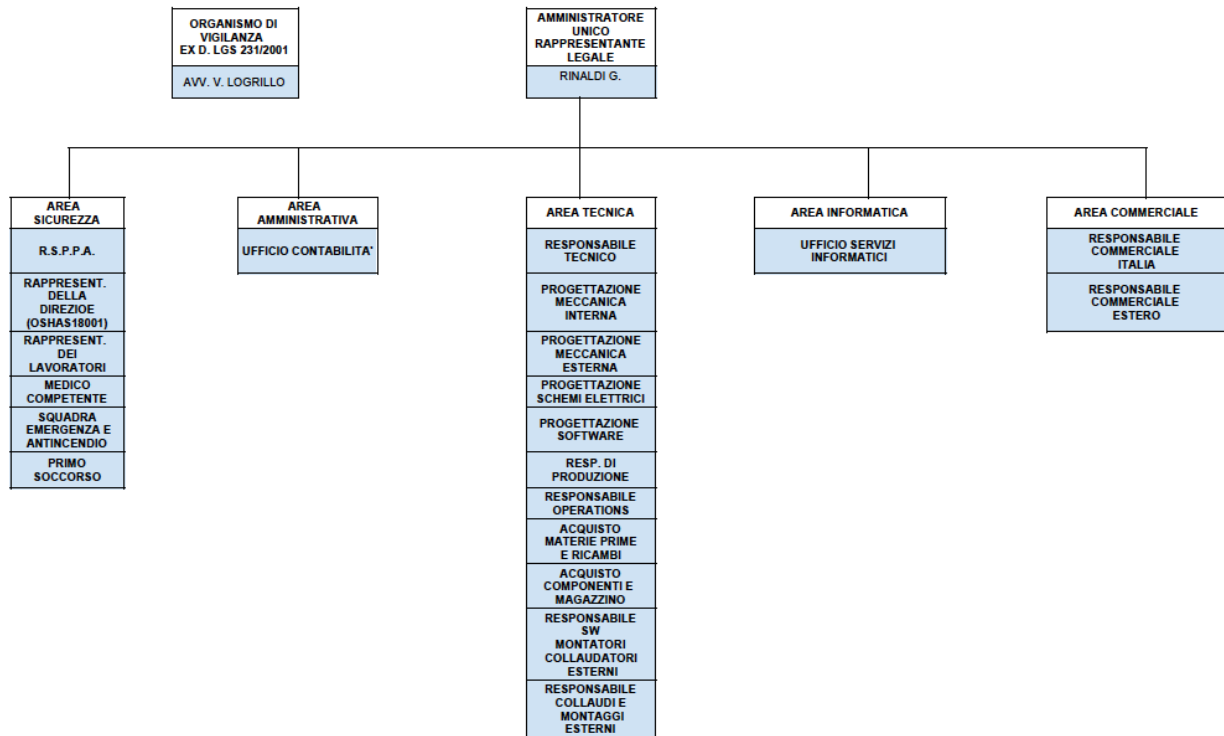 ORGANISMO DI
VIGILANZA
EX D. LGS 231/2001
AVV. V. LOGRILLO
AMMINISTRATORE
UNICO
RAPPRESENTANTE
LEGALE
RINALDI G.
AREA
SICUREZZA
R.S.P.P.A.
RAPPRESENT.
DELLA
DIREZIOE
(OSHAS18001)
RAPPRESENT.
DEI
LAVORATORI
MEDICO
COMPETENTE
SQUADRA
EMERGENZA E
ANTINCENDIO
PRIMO
SOCCORSO
AREA
AMMINISTRATIVA
UFFICIO CONTABILITA'
AREA TECNICA
RESPONSABILE
TECNICO
PROGETTAZIONE
MECCANICA
INTERNA
PROGETTAZIONE
MECCANICA
ESTERNA
PROGETTAZIONE
SCHEMI ELETTRICI
PROGETTAZIONE
SOFTWARE
RESP. DI
PRODUZIONE
RESPONSABILE
OPERATIONS
ACQUISTO
MATERIE PRIME
E RICAMBI
ACQUISTO
COMPONENTI E
MAGAZZINO
RESPONSABILE
SW
MONTATORI
COLLAUDATORI
ESTERNI
RESPONSABILE
COLLAUDI E
MONTAGGI
ESTERNI
AREA INFORMATICA
UFFICIO SERVIZI
INFORMATICI
AREA COMMERCIALE
RESPONSABILE
COMMERCIALE
ITALIA
RESPONSABILE
COMMERCIALE
ESTERO